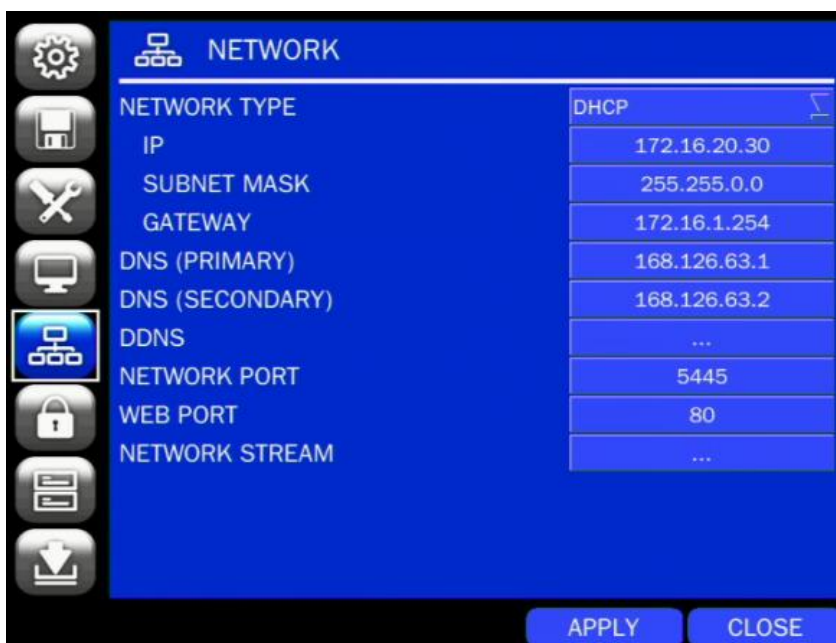 NETWORK
NETWORK TYPE DHCP
IP 172.16.20.30
SUBNET MASK 255.255.0.0
GATEWAY 172.16.1.254
DNS (PRIMARY) 168.126.63.1
DNS (SECONDARY) 168.126.63.2
DDNS ...
NETWORK PORT 5445
WEB PORT 80
NETWORK STREAM ...
APPLY CLOSE